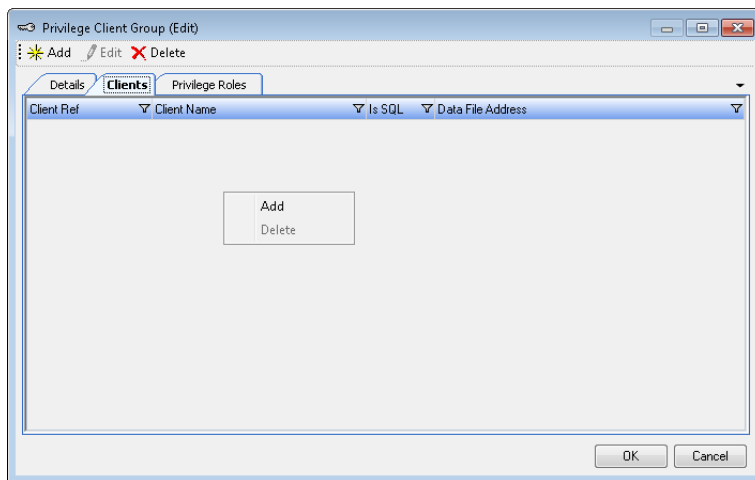 Privilege Client Group (Edit)
Add Edit Delete
Details Clients Privilege Roles
Client Ref Client Name Is SQL Data File Address
Add
Delete
OK Cancel